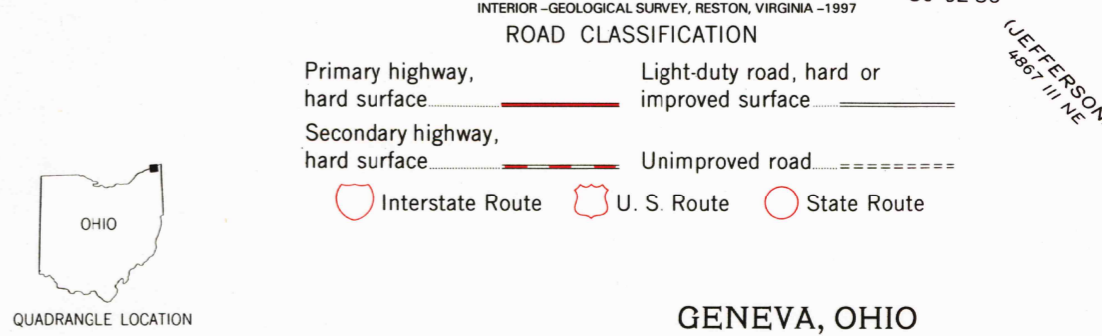 INTERIOR–GEOLOGICAL SURVEY, RESTON, VIRGINIA–1997
ROAD CLASSIFICATION
Primary highway,
hard surface
Light-duty road, hard or
improved surface
Secondary highway,
hard surface
Unimproved road
Interstate Route
U. S. Route
State Route
(JEFFERSON
4867 III NE
OHIO
QUADRANGLE LOCATION
GENEVA, OHIO